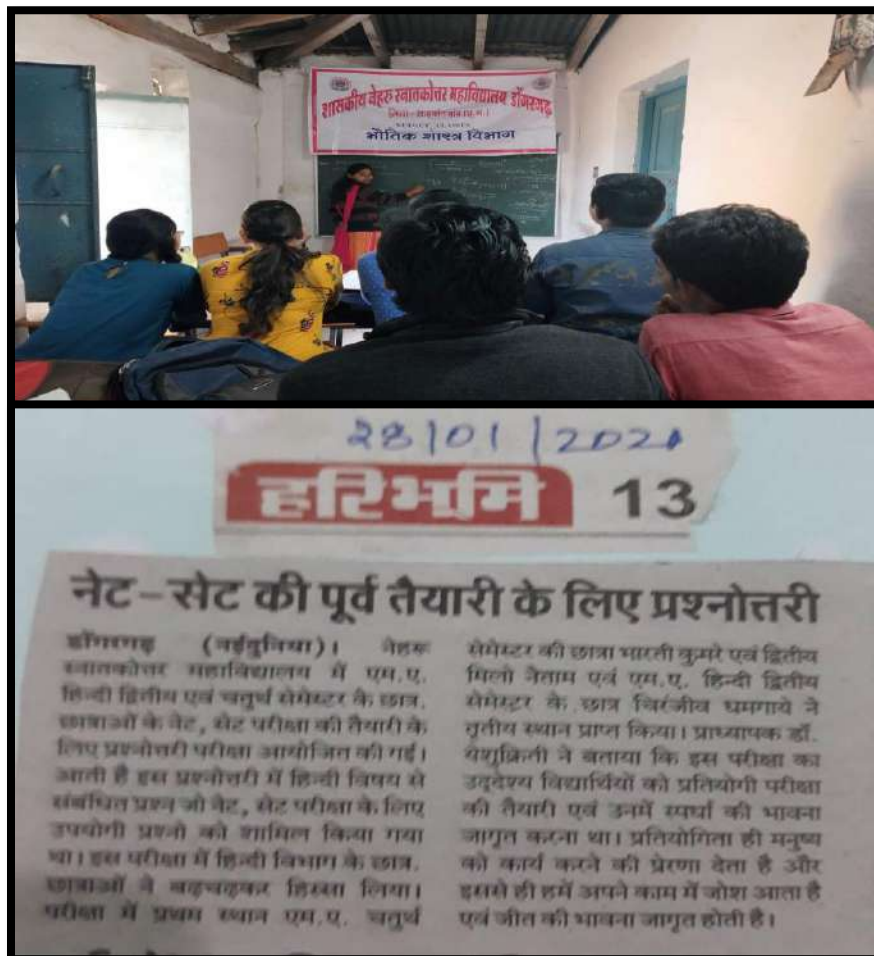 शासकीय नेहरू स्नातकोत्तर महाविद्यालय डोंगरगढ़
जिला-
भौतिक शास्त्र विभाग
28/01/2021
हरिभूमि 13
नेट-सेट की पूर्व तैयारी के लिए प्रश्नोत्तरी
डोंगरगढ़ (नईदुनिया)। नेहरू
स्नातकोत्तर महाविद्यालय में एम.ए.
हिन्दी द्वितीय एवं चतुर्थ सेमेस्टर के छात्र.
छात्राओं के नेट, सेट परीक्षा की तैयारी के
लिए प्रश्नोत्तरी परीक्षा आयोजित की गई।
आती है इस प्रश्नोत्तरी में हिन्दी विषय से
संबंधित प्रश्न जो नेट, सेट परीक्षा के लिए
उपयोगी प्रश्नो को शामिल किया गया
था। इस परीक्षा में हिन्दी विभाग के छात्र.
छात्राओं ने बढ़चढ़कर हिस्सा लिया।
परीक्षा में प्रथम स्थान एम.ए. चतुर्थ
सेमेस्टर की छात्रा भारती कुमरे एवं द्वितीय
मिलो नेताम एवं एम.ए. हिन्दी द्वितीय
सेमेस्टर के छात्र चिरंजीव घमगाये ने
तृतीय स्थान प्राप्त किया। प्राध्यापक डॉ.
येशुक्रिती ने बताया कि इस परीक्षा का
उद्देश्य विद्यार्थियों को प्रतियोगी परीक्षा
की तैयारी एवं उनमें स्पर्धा की भावना
जागृत करना था। प्रतियोगिता ही मनुष्य
को कार्य करने की प्रेरणा देता है और
इससे ही हमें अपने काम में जोश आता है
एवं जीत की भावना जागृत होती है।